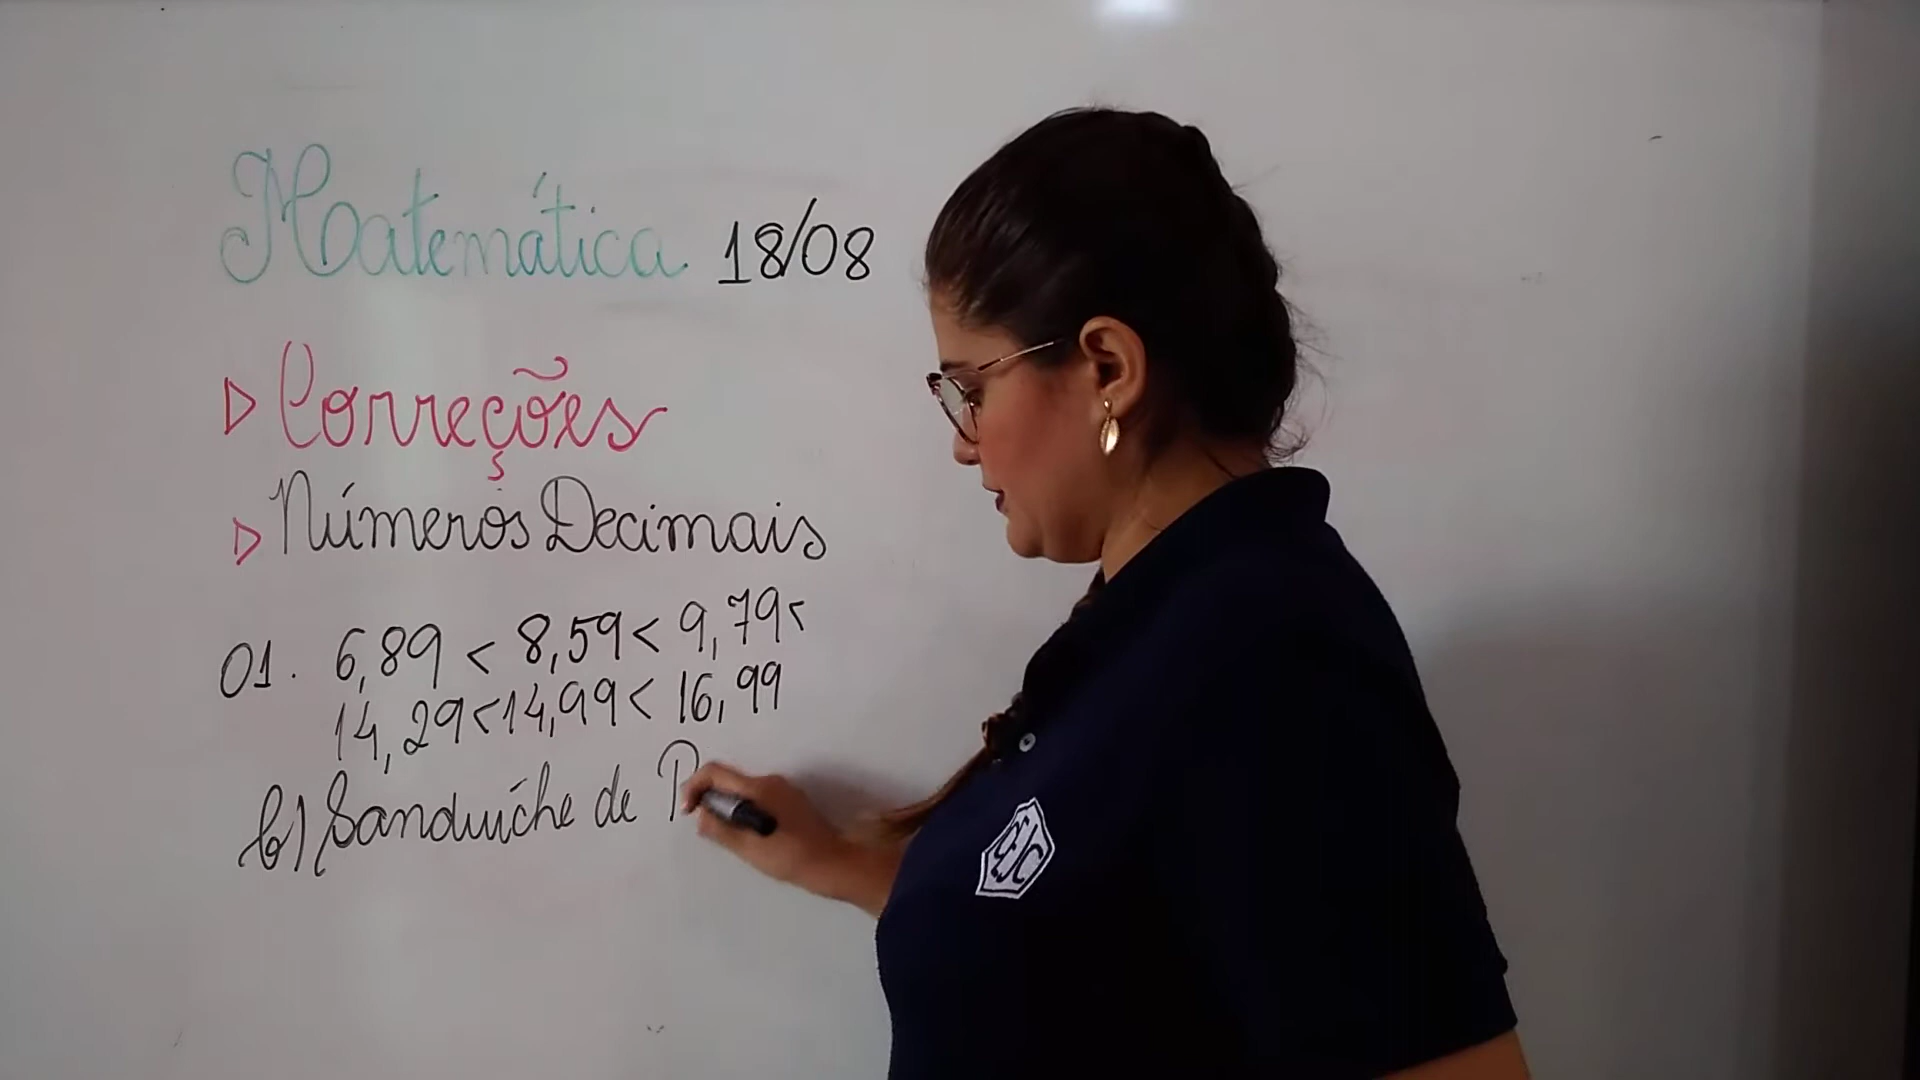 Matemática 18/08
▷ Correções
▷ Números Decimais
01. 6,89 < 8,59 < 9,79 <
14,29 < 14,99 < 16,99
b) Sanduíche de P